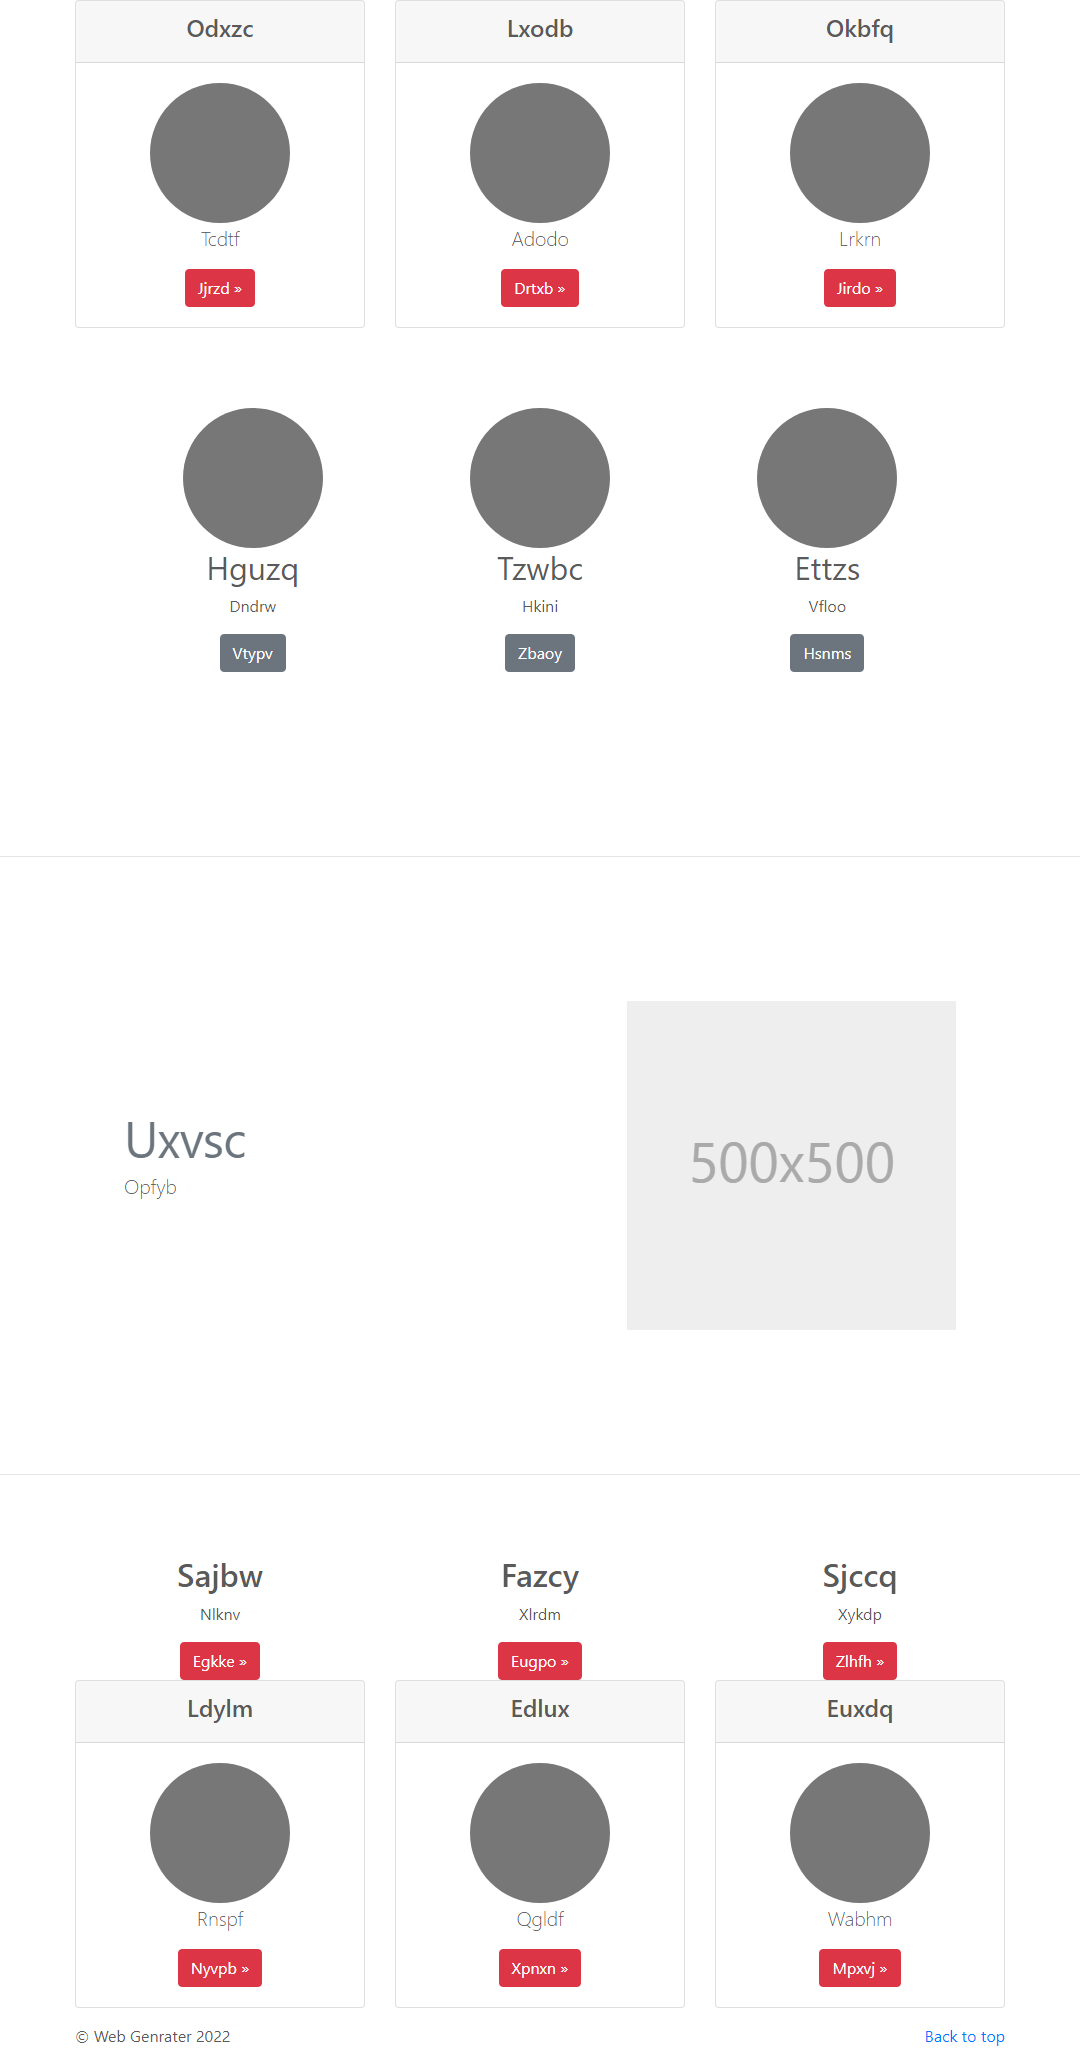 Odxzc
Lxodb
Okbfq
Tcdtf
Adodo
Lrkrn
Jjrzd »
Drtxb »
Jirdo »
Hguzq
Tzwbc
Ettzs
Dndrw
Hkini
Vfloo
Vtypv
Zbaoy
Hsnms
Uxvsc
Opfyb
500x500
Sajbw
Fazcy
Sjccq
Nlknv
Xlrdm
Xykdp
Egkke »
Eugpo »
Zlhfh »
Ldylm
Edlux
Euxdq
Rnspf
Qgldf
Wabhm
Nyvpb »
Xpnxn »
Mpxvj »
© Web Genrater 2022
Back to top